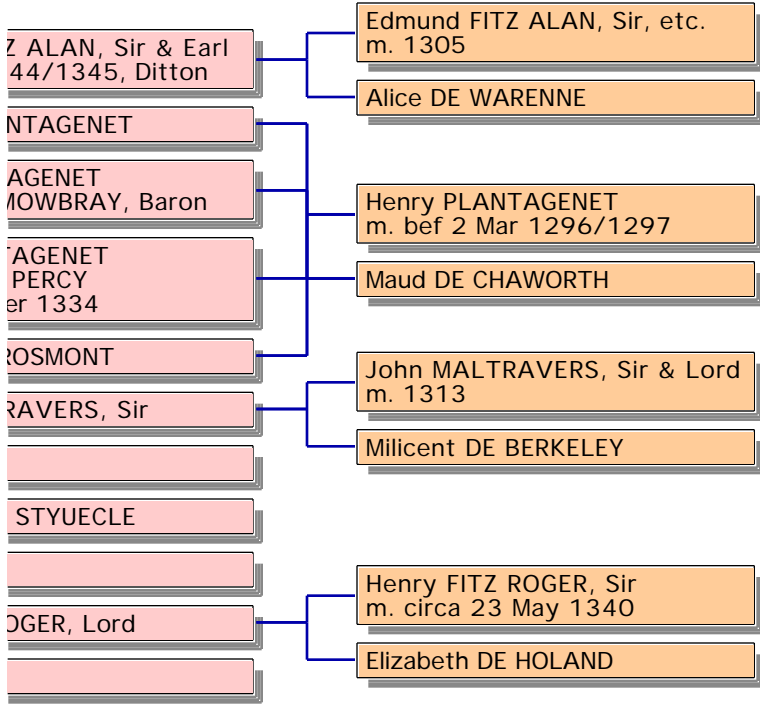 Z ALAN, Sir & Earl
44/1345, Ditton
NTAGENET
AGENET
MOWBRAY, Baron
TAGENET
PERCY
er 1334
ROSMONT
RAVERS, Sir
STYUECLE
OGER, Lord
Edmund FITZ ALAN, Sir, etc.
m. 1305
Alice DE WARENNE
Henry PLANTAGENET
m. bef 2 Mar 1296/1297
Maud DE CHAWORTH
John MALTRAVERS, Sir & Lord
m. 1313
Milicent DE BERKELEY
Henry FITZ ROGER, Sir
m. circa 23 May 1340
Elizabeth DE HOLAND